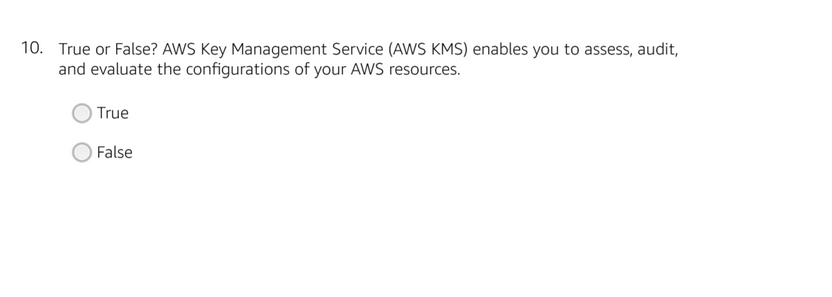 10. True or False? AWS Key Management Service (AWS KMS) enables you to assess, audit,
and evaluate the configurations of your AWS resources.
True
False